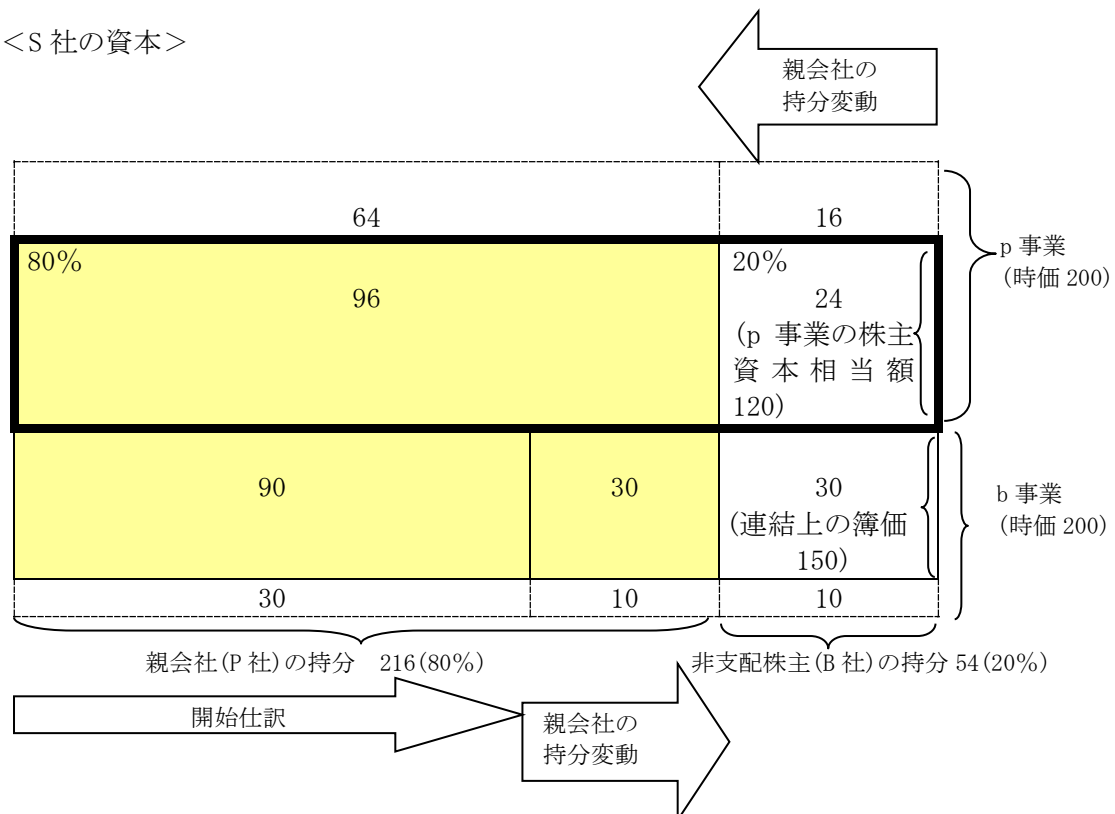 <S 社の資本>
親会社の
持分変動
64
16
80%
96
20%
24
(p 事業の株主
資本相当額
120)
p 事業
(時価 200)
90
30
30
(連結上の簿価
150)
b 事業
(時価 200)
30
10
10
親会社(P 社)の持分 216(80%)
非支配株主(B 社)の持分 54(20%)
開始仕訳
親会社の
持分変動